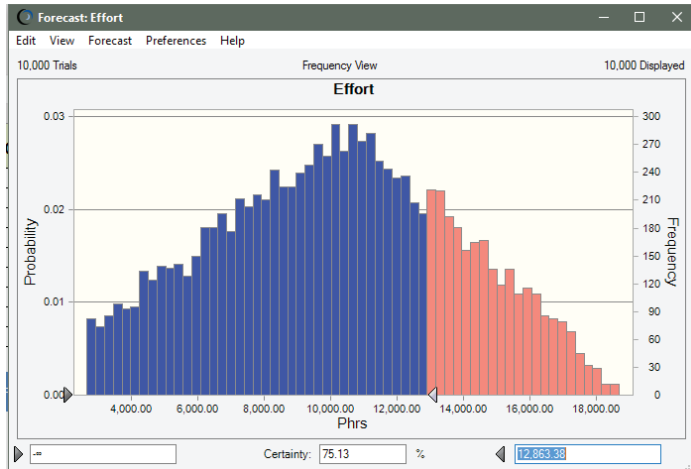 Forecast: Effort
Edit View Forecast Preferences Help
10,000 Trials Frequency View 10,000 Displayed
Effort
0.03 300
270
240
0.02 210
180
Probability Frequency
150
0.01 120
90
60
30
0.00 0
4,000.00 6,000.00 8,000.00 10,000.00 12,000.00 14,000.00 16,000.00 18,000.00
Phrs
-∞ Certainty: 75.13 % 12,863.38